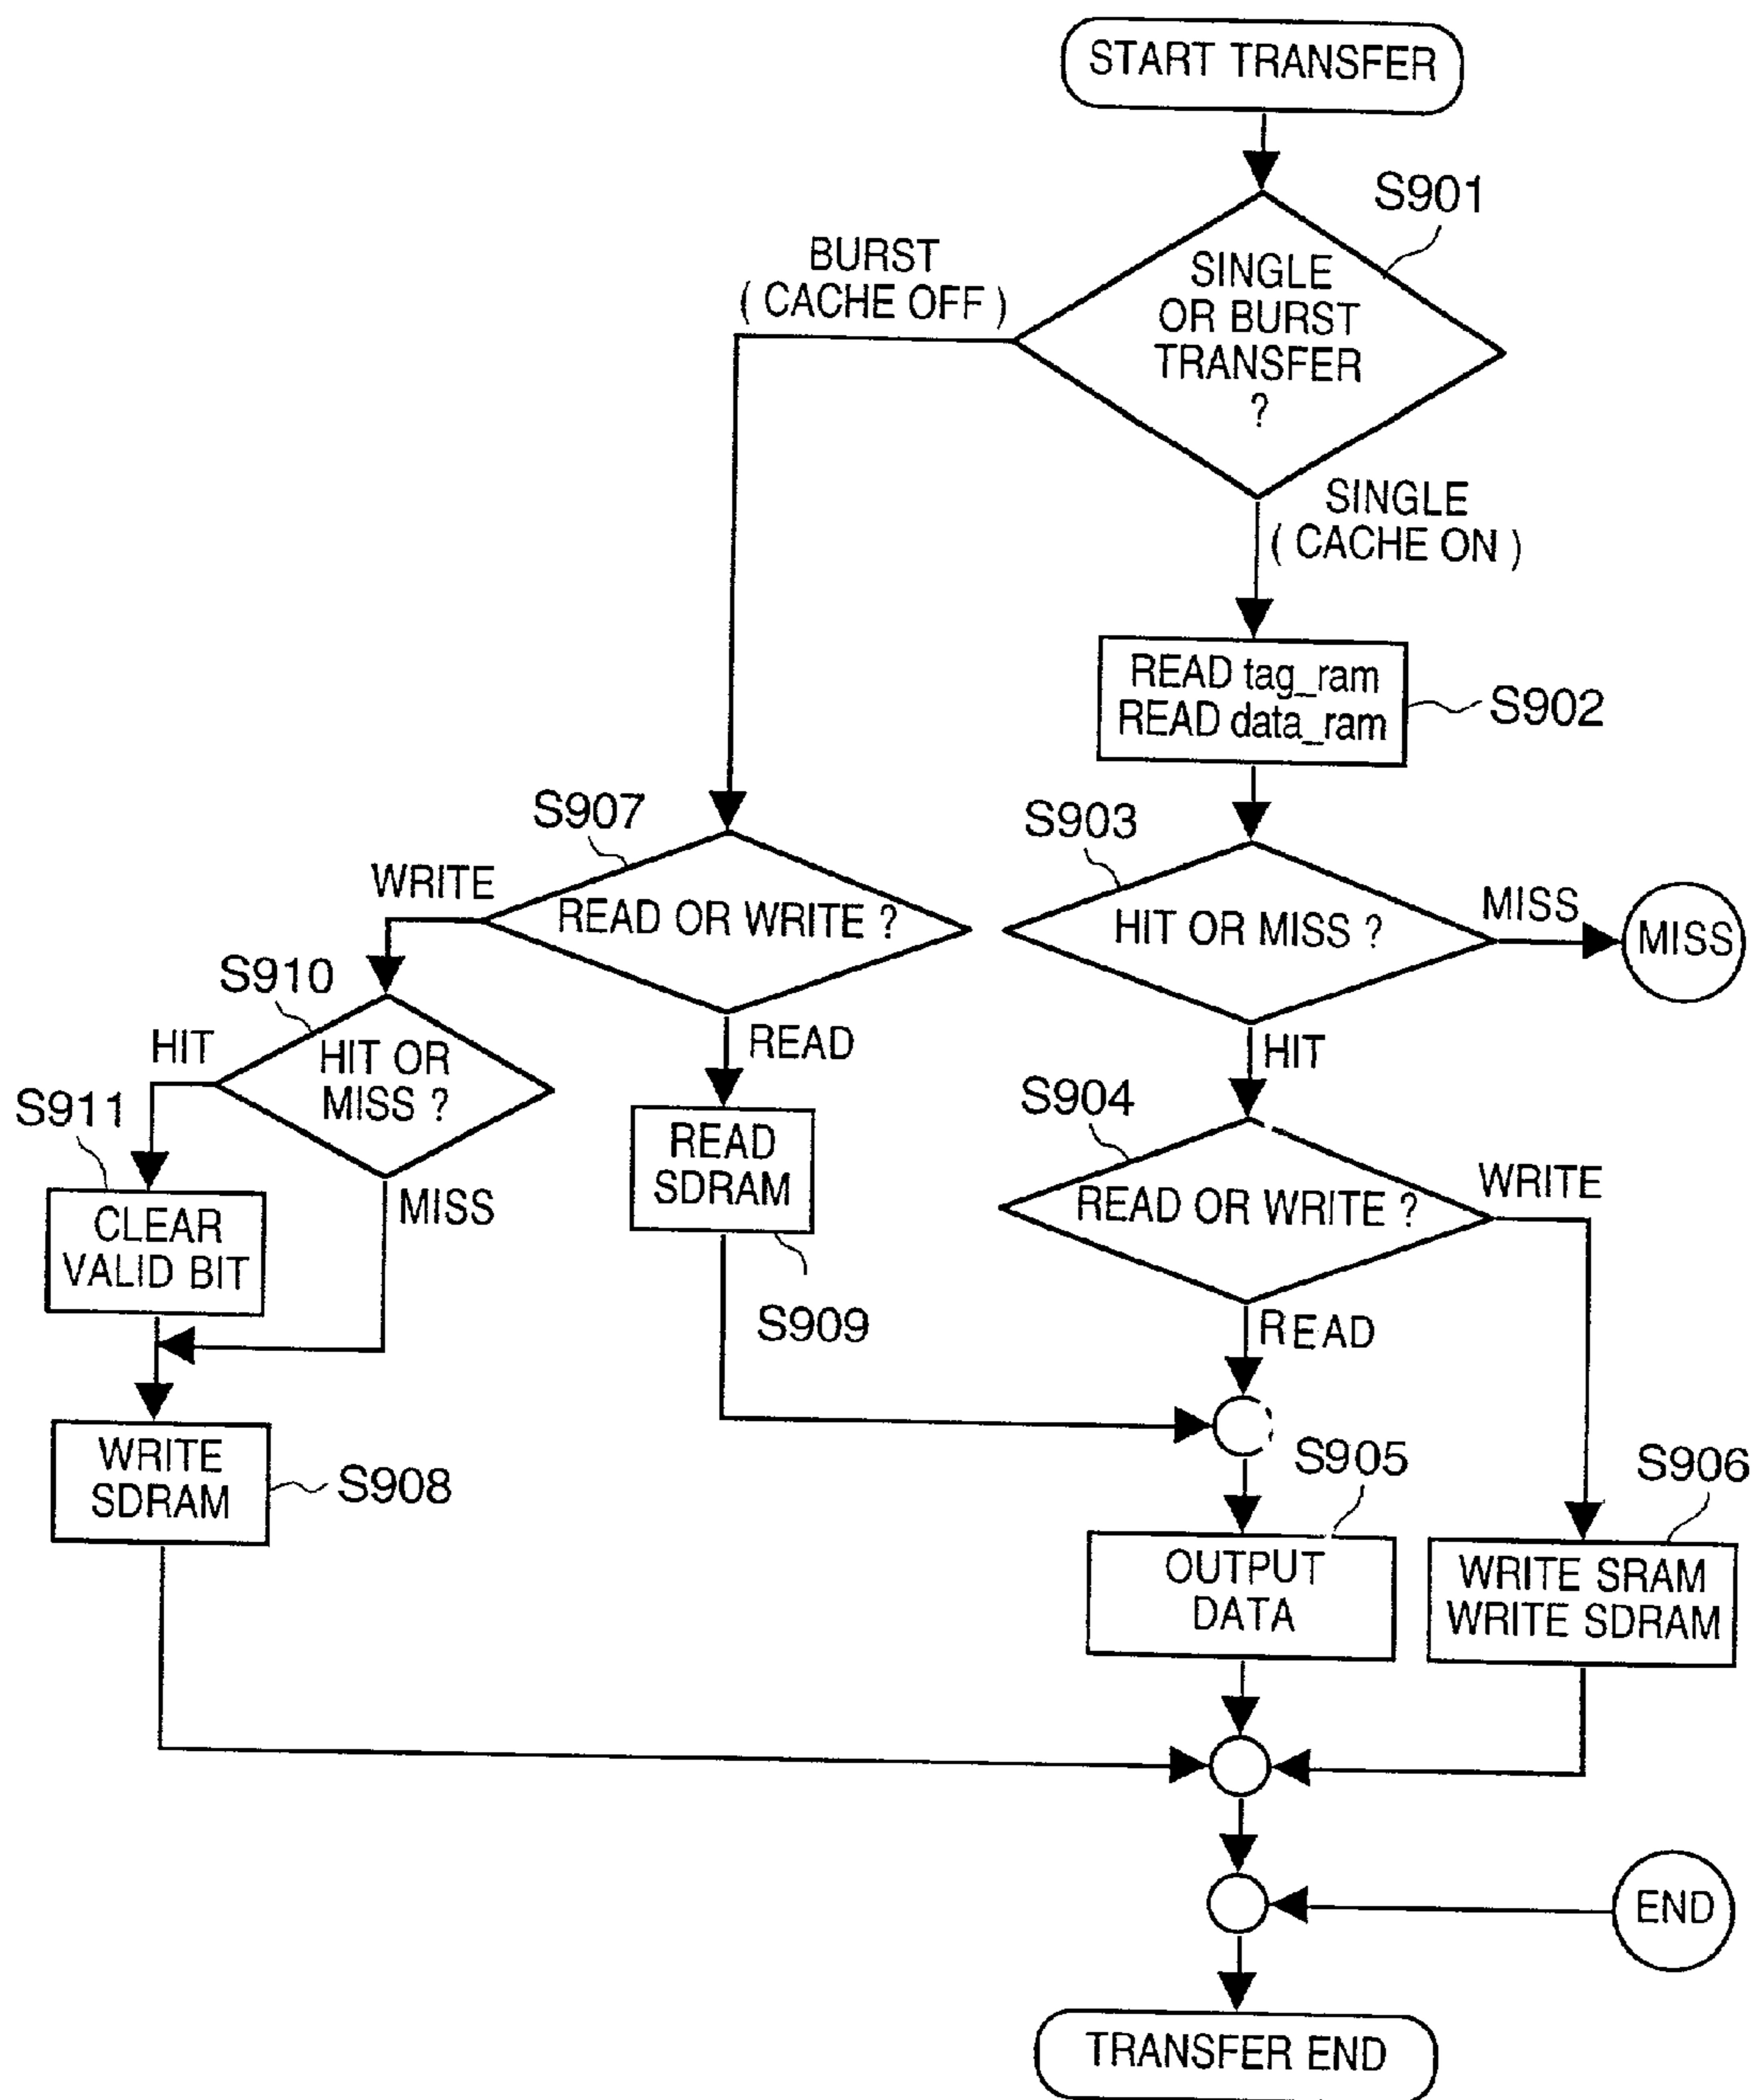 START TRANSFER
S901
BURST
( CACHE OFF )
SINGLE
OR BURST
TRANSFER
?
SINGLE
( CACHE ON )
READ tag_ram
READ data_ram
S902
S907
S903
WRITE
READ OR WRITE ?
HIT OR MISS ?
MISS
MISS
S910
HIT
HIT OR
MISS ?
READ
HIT
S911
S904
CLEAR
VALID BIT
MISS
READ
SDRAM
READ OR WRITE ?
WRITE
S909
READ
WRITE
SDRAM
S908
S905
S906
OUTPUT
DATA
WRITE SRAM
WRITE SDRAM
END
TRANSFER END